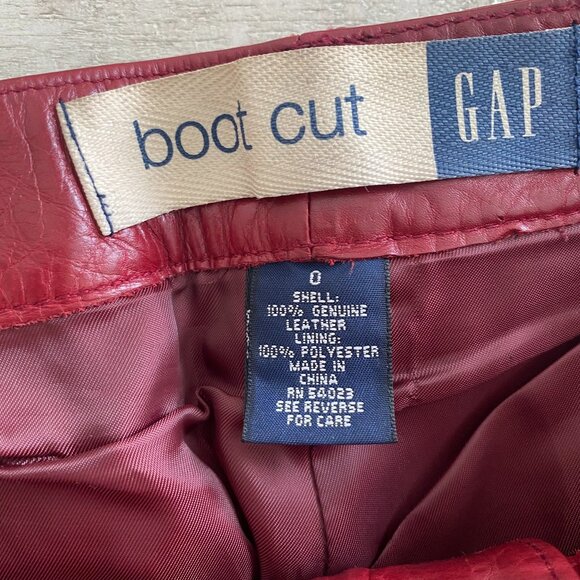 boot cut GAP
0
SHELL:
100% GENUINE
LEATHER
LINING:
100% POLYESTER
MADE IN
CHINA
RN 54023
SEE REVERSE
FOR CARE